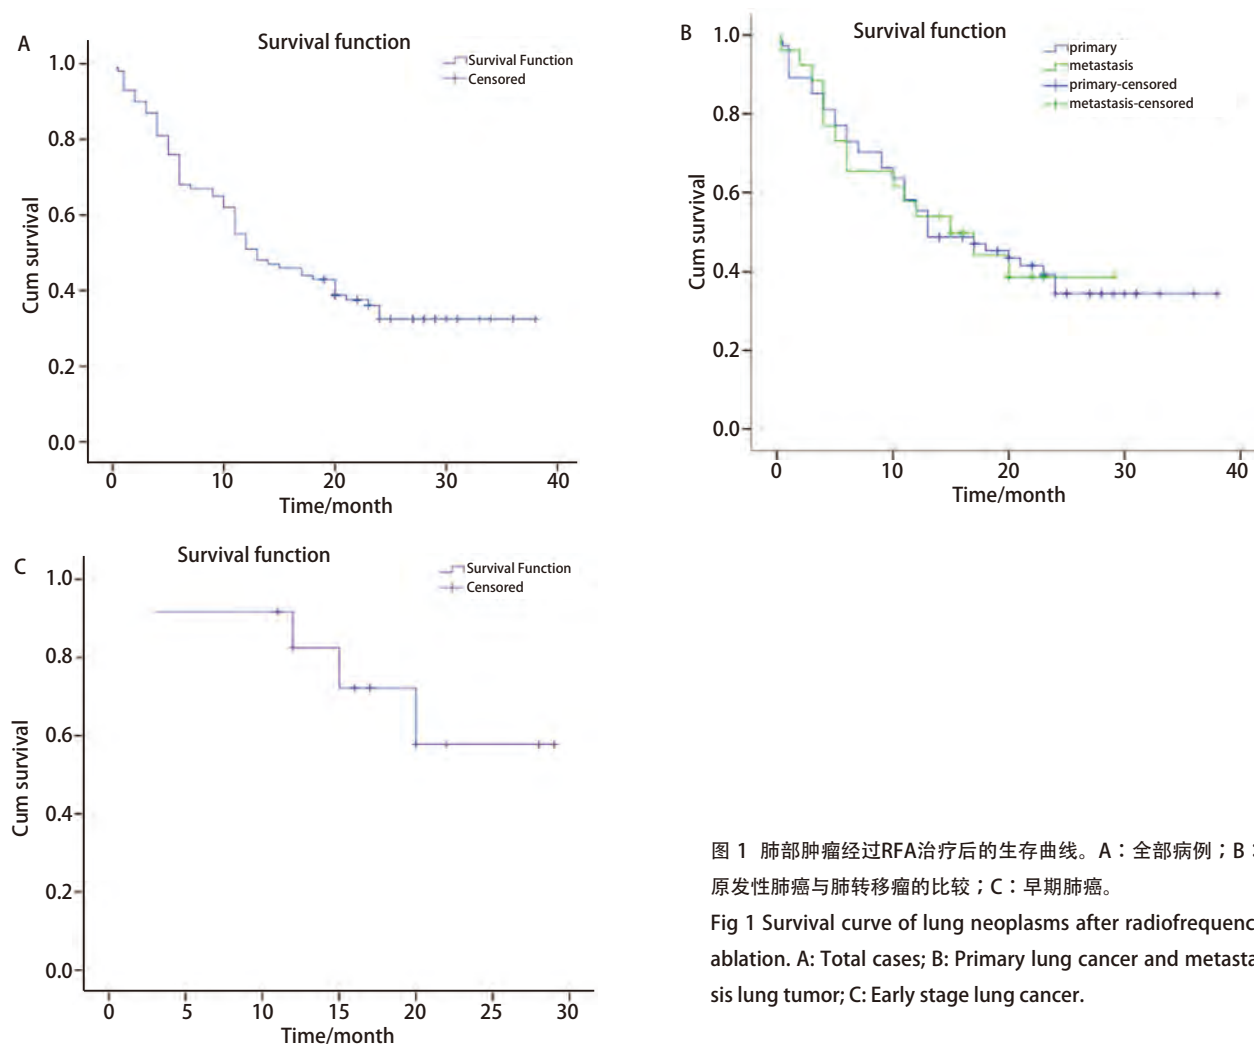 A
Survival function
Survival Function
Censored
1.0
0.8
0.6
0.4
0.2
0.0
Cum survival
0 10 20 30 40
Time/month
B
Survival function
primary
metastasis
primary-censored
metastasis-censored
1.0
0.8
0.6
0.4
0.2
0.0
Cum survival
0 10 20 30 40
Time/month
C
Survival function
Survival Function
Censored
1.0
0.8
0.6
0.4
0.2
0.0
Cum survival
0 5 10 15 20 25 30
Time/month
图 1 肺部肿瘤经过RFA治疗后的生存曲线。A：全部病例；B：
原发性肺癌与肺转移瘤的比较；C：早期肺癌。
Fig 1 Survival curve of lung neoplasms after radiofrequenc
ablation. A: Total cases; B: Primary lung cancer and metasta
sis lung tumor; C: Early stage lung cancer.